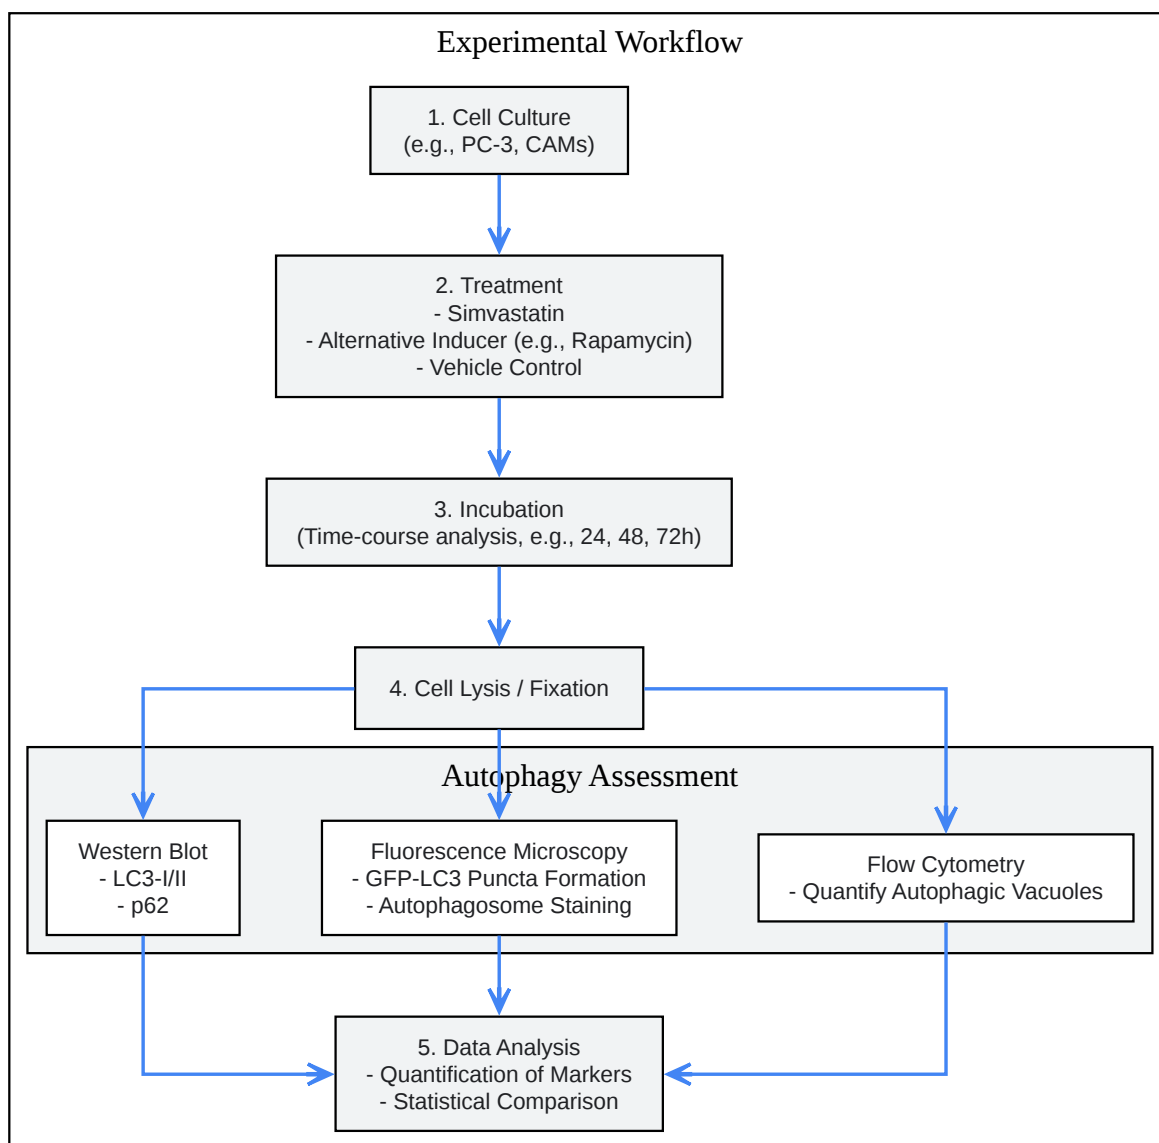 Experimental Workflow
1. Cell Culture
(e.g., PC-3, CAMs)
2. Treatment
- Simvastatin
- Alternative Inducer (e.g., Rapamycin)
- Vehicle Control
3. Incubation
(Time-course analysis, e.g., 24, 48, 72h)
4. Cell Lysis / Fixation
Autophagy Assessment
Western Blot
- LC3-I/II
- p62
Fluorescence Microscopy
- GFP-LC3 Puncta Formation
- Autophagosome Staining
Flow Cytometry
- Quantify Autophagic Vacuoles
5. Data Analysis
- Quantification of Markers
- Statistical Comparison